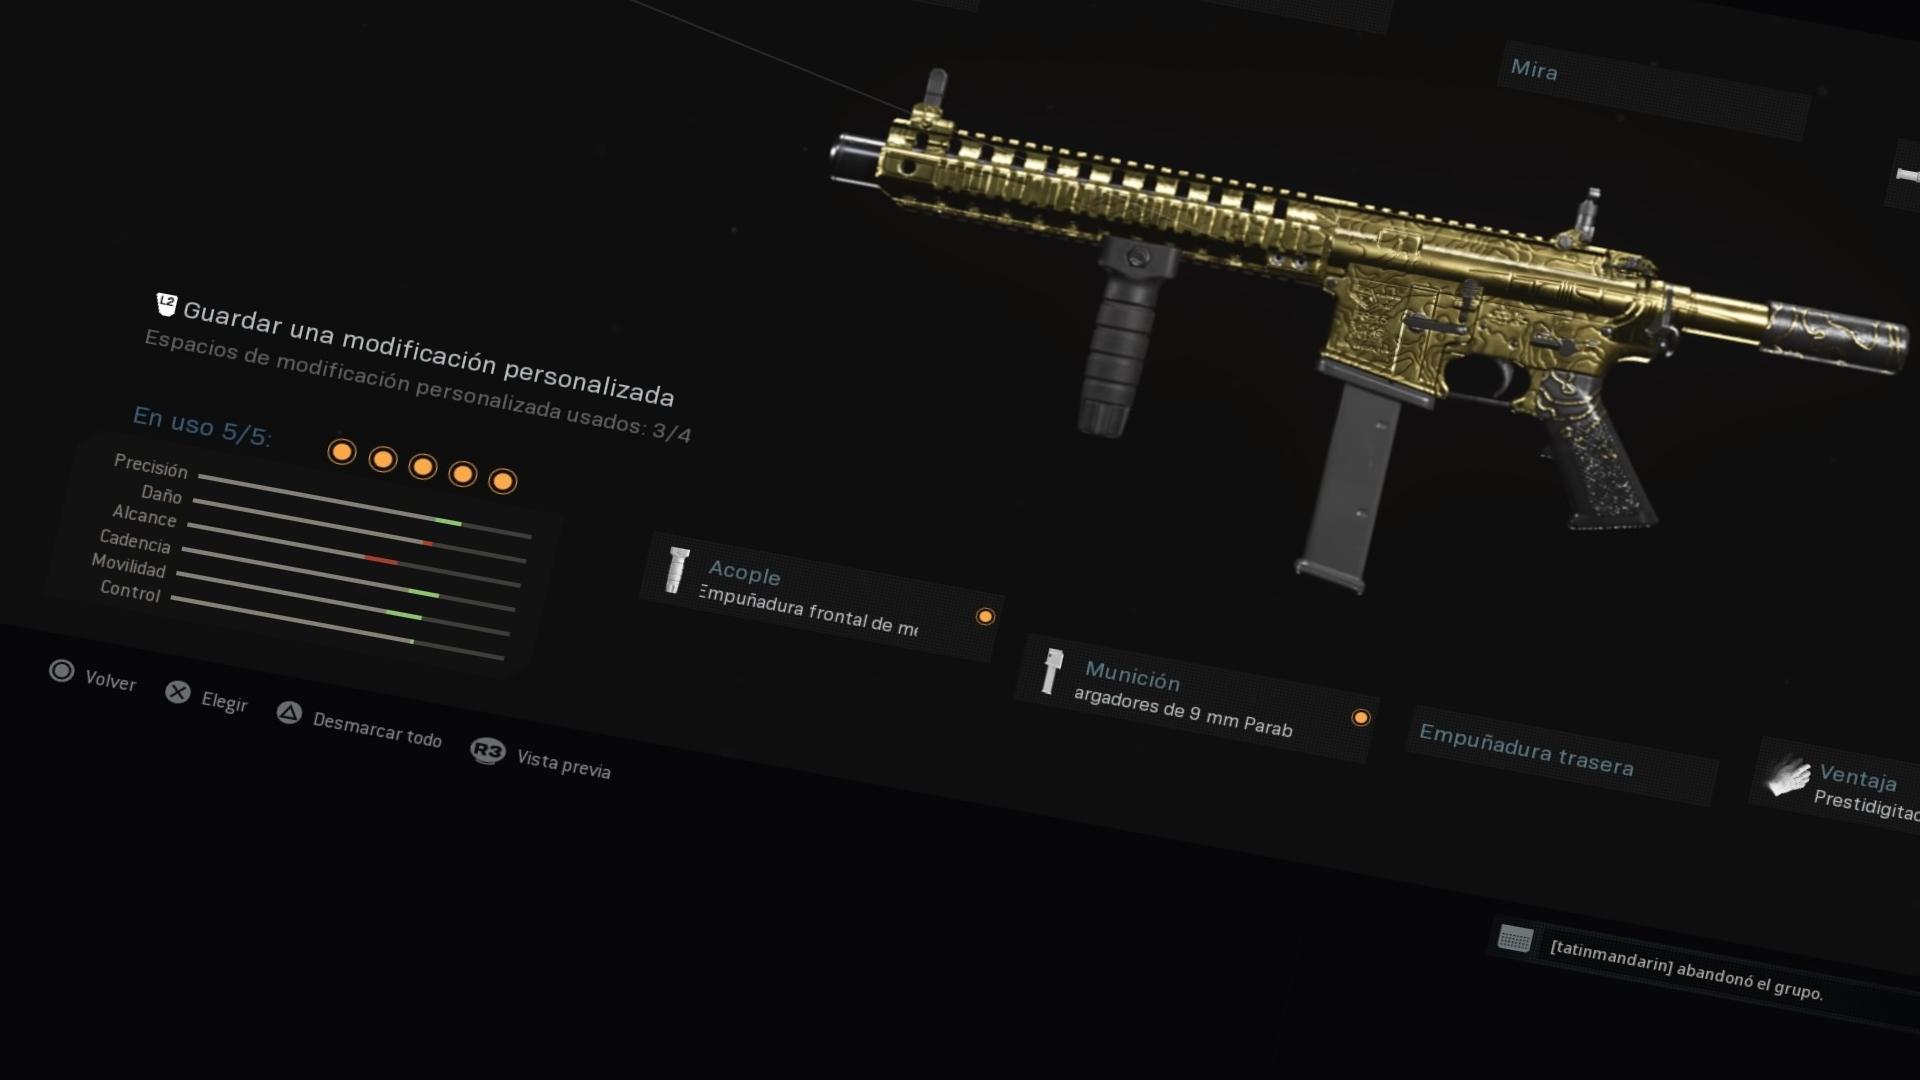 Mira
L2 Guardar una modificación personalizada
Espacios de modificación personalizada usados: 3/4
En uso 5/5:
Precisión
Daño
Alcance
Cadencia
Movilidad
Control
Acople
Empuñadura frontal de me
Munición
argadores de 9 mm Parab
Empuñadura trasera
Ventaja
Prestidigitac
Volver
Elegir
Desmarcar todo
R3 Vista previa
[tatinmandarin] abandonó el grupo.